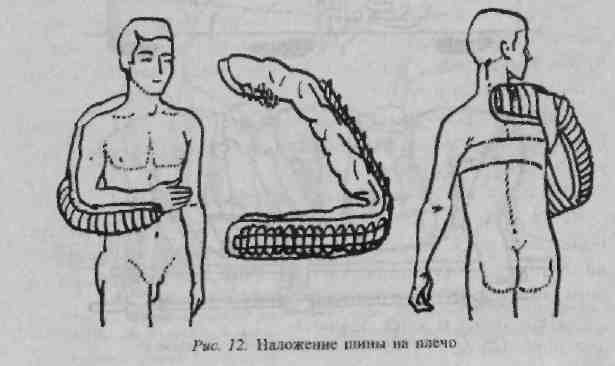 Рис. 12. Наложение шины на плечо